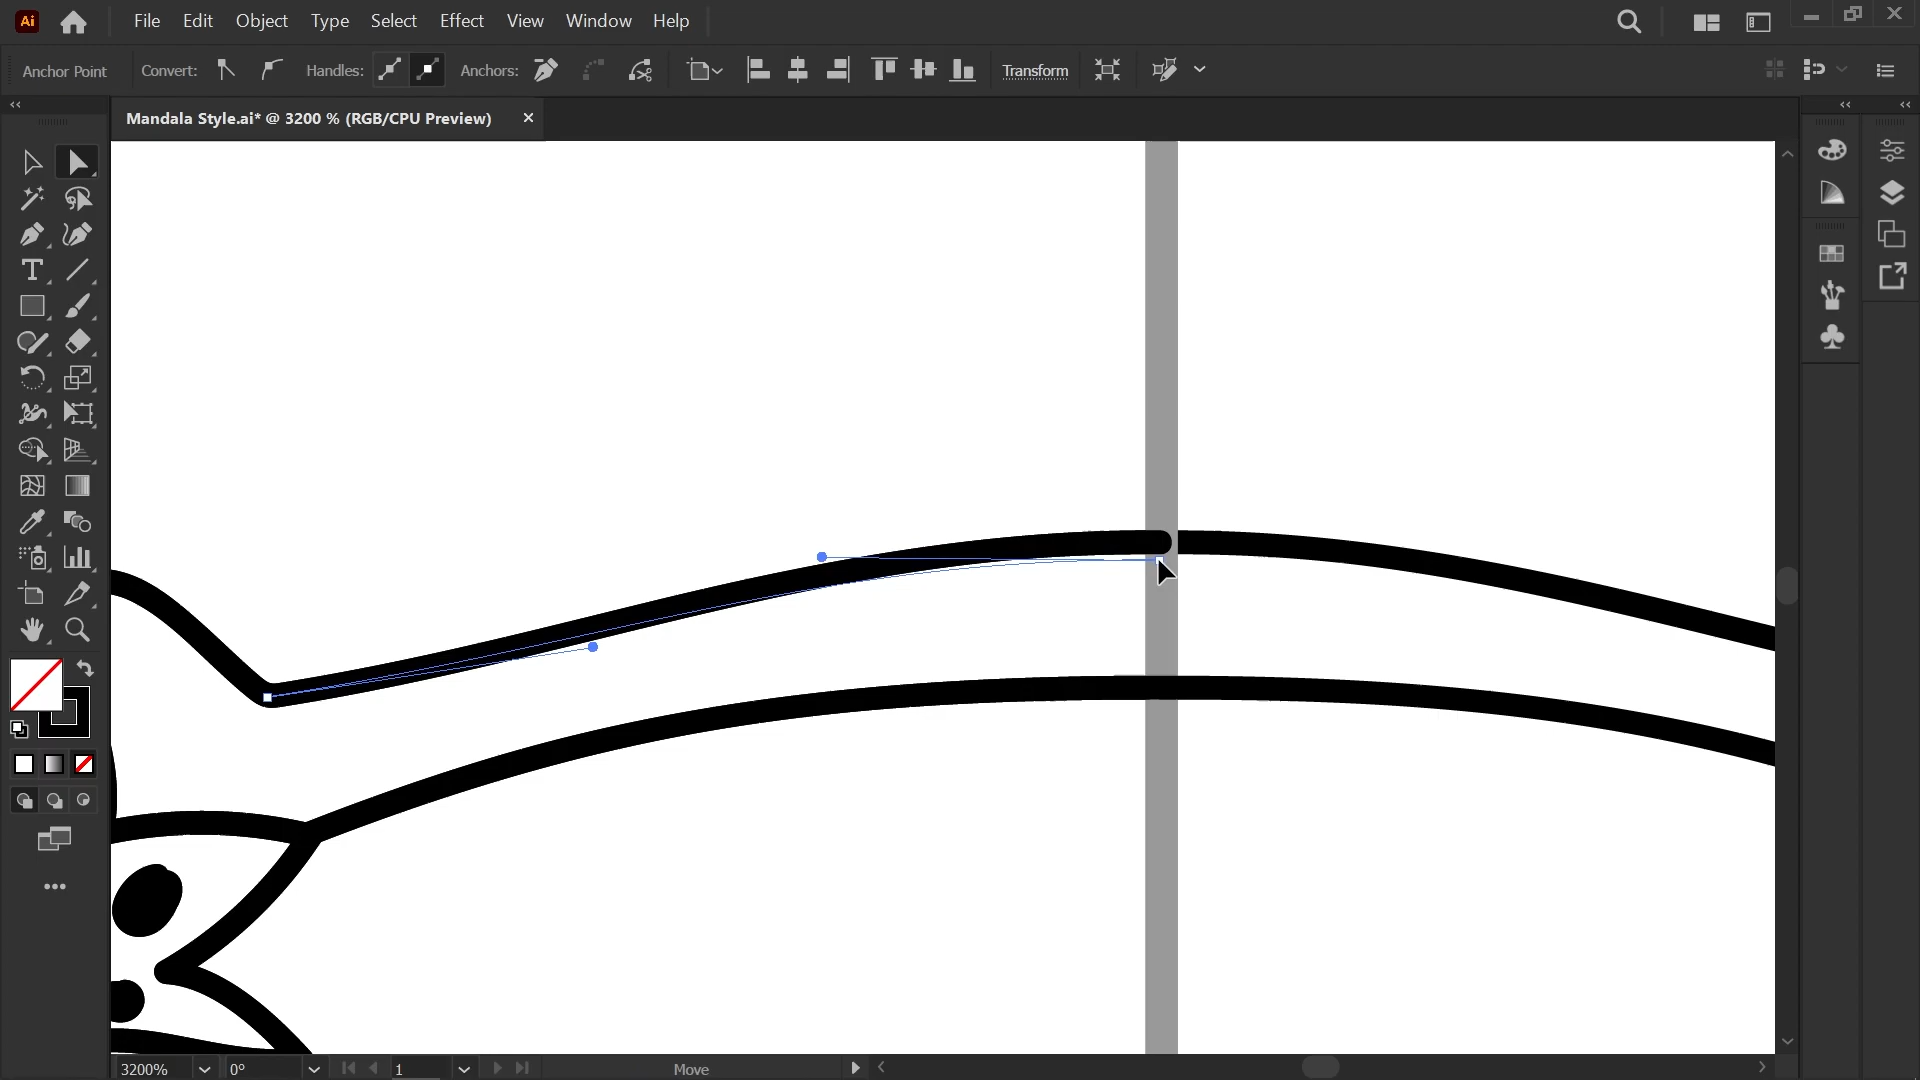 Ai File Edit Object Type Select Effect View Window Help
Anchor Point Convert: Handles: Anchors: Transform
Mandala Style.ai* @ 3200 % (RGB/CPU Preview)
3200% 0° 1 Move